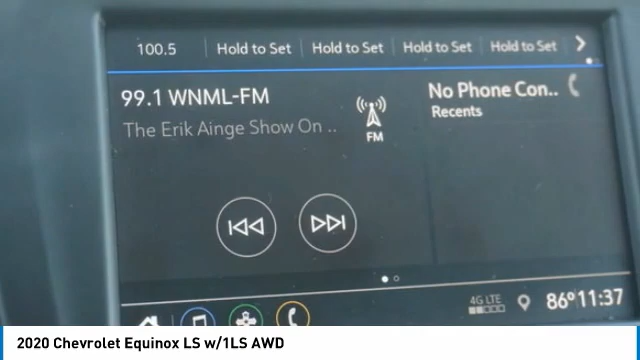 100.5 Hold to Set Hold to Set Hold to Set Hold to Set
99.1 WNML-FM
The Erik Ainge Show On ..
FM
No Phone Con..
Recents
4G LTE 86° 11:37
2020 Chevrolet Equinox LS w/1LS AWD